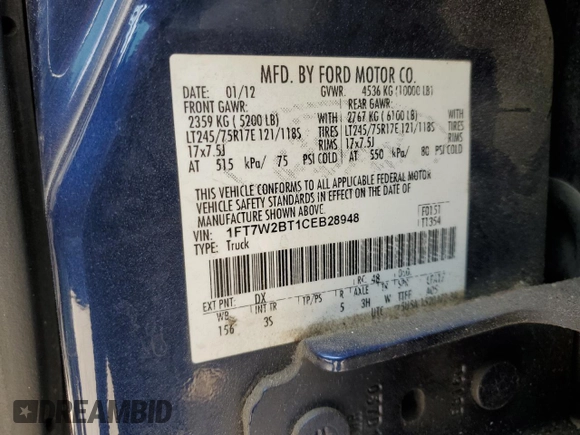 MFD. BY FORD MOTOR CO.
DATE: 01/12 GVWR: 4536 KG (10000 LB)
FRONT GAWR: REAR GAWR:
2359 KG ( 5200 LB) WITH 2767 KG ( 6100 LB) WITH
LT245/75R17E 121/118S TIRES LT245/75R17E 121/118S TIRES
17x7.5J RIMS 17x7.5J RIMS
AT 515 kPa/ 75 PSI COLD AT 550 kPa/ 80 PSI COLD
THIS VEHICLE CONFORMS TO ALL APPLICABLE FEDERAL MOTOR
VEHICLE SAFETY STANDARDS IN EFFECT ON THE DATE OF
MANUFACTURE SHOWN ABOVE.
VIN: 1FT7W2BT1CEB28948
TYPE: Truck
EXT PNT: DX RC: 48
WB INT TR TP/PS R AXLE
156 35 5 3H W
UTC
DREAMBID